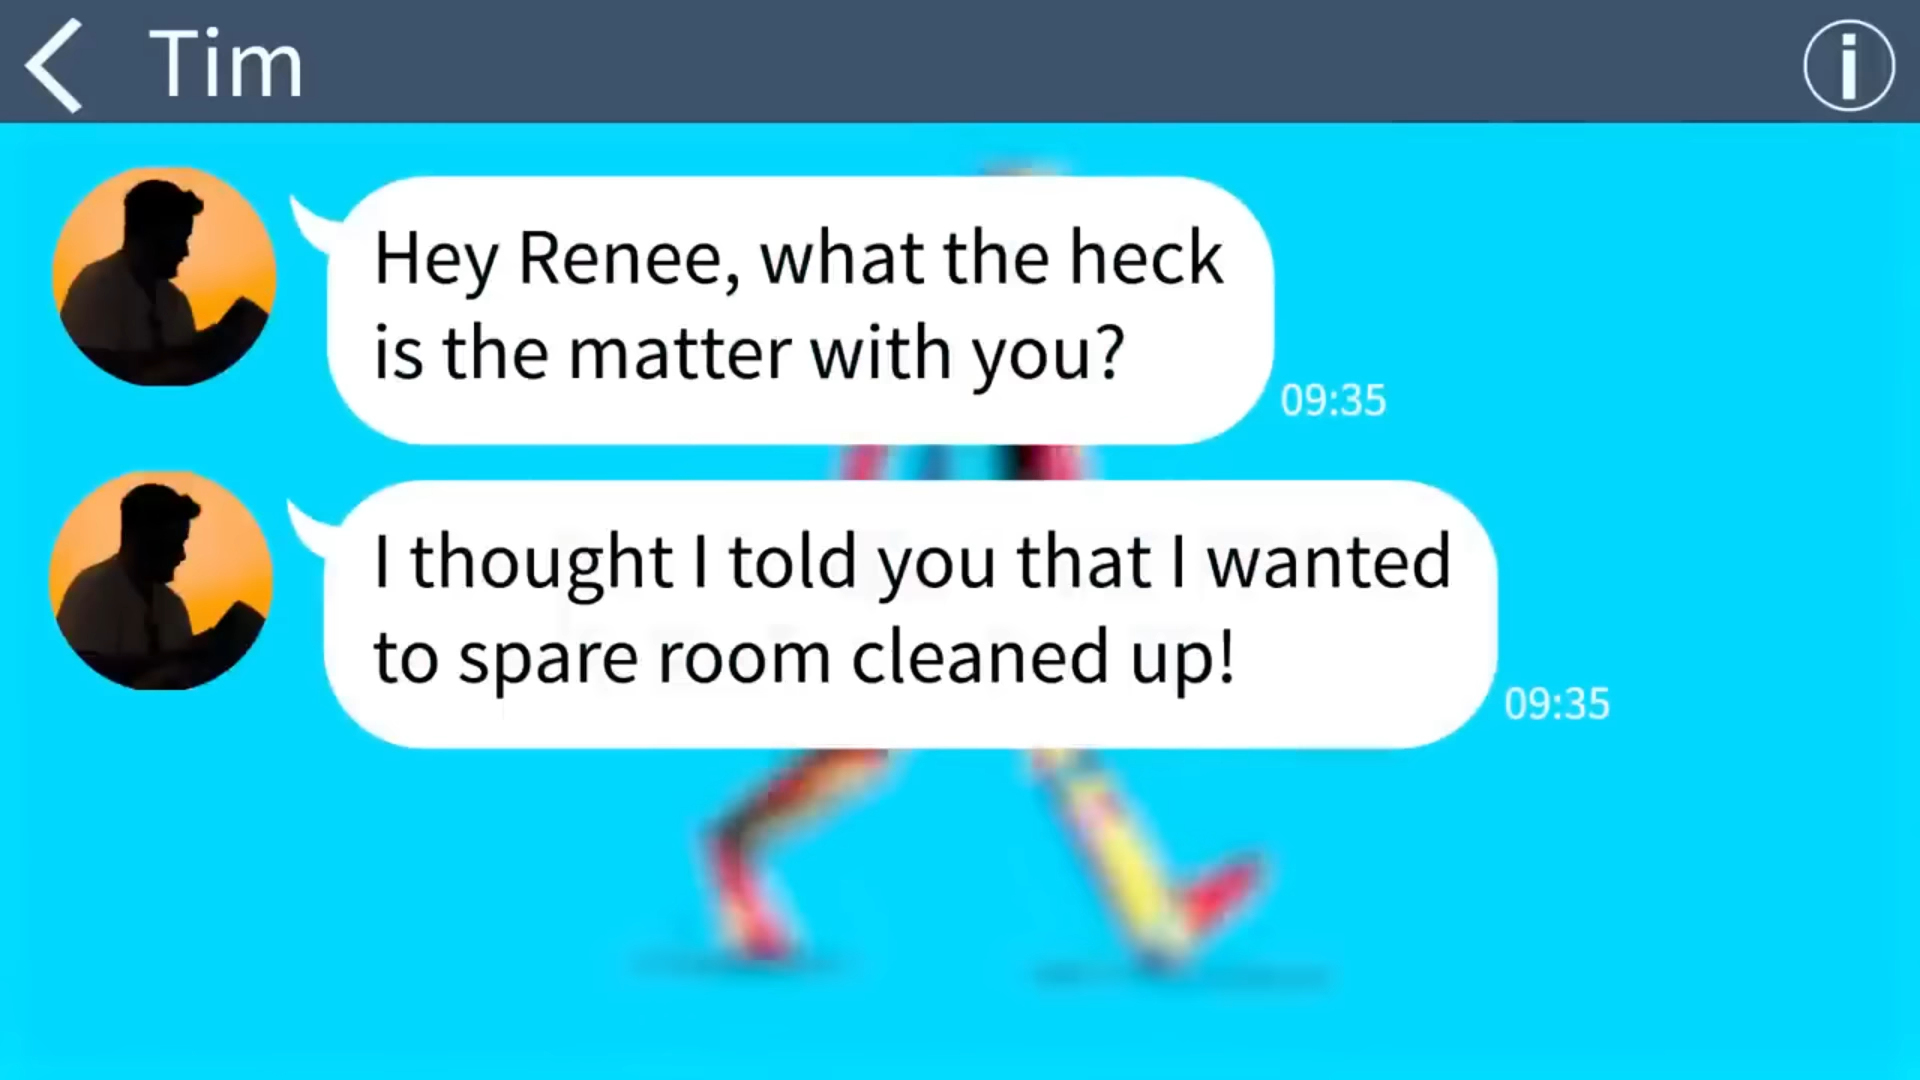 Tim
Hey Renee, what the heck
is the matter with you?
09:35
I thought I told you that I wanted
to spare room cleaned up!
09:35